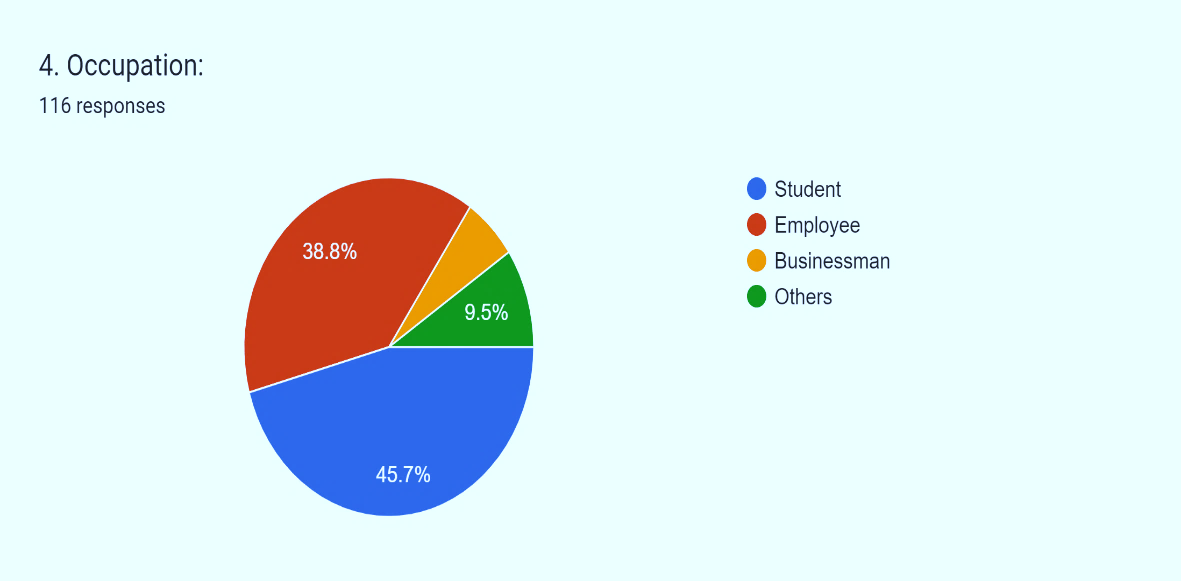 4. Occupation:
116 responses
38.8%
9.5%
45.7%
Student
Employee
Businessman
Others